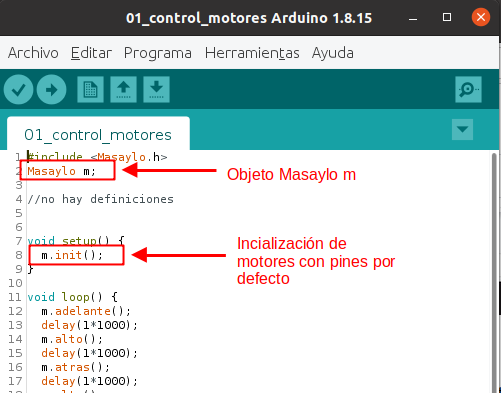 01_control_motores Arduino 1.8.15
Archivo Editar Programa Herramientas Ayuda
01_control_motores
1 #include <Masaylo.h>
2 Masaylo m;
Objeto Masaylo m
3
4 //no hay definiciones
5
6
7 void setup() {
Incialización de
8 m.init();
motores con pines por
9 }
defecto
10
11 void loop() {
12 m.adelante();
13 delay(1*1000);
14 m.alto();
15 delay(1*1000);
16 m.atras();
17 delay(1*1000);